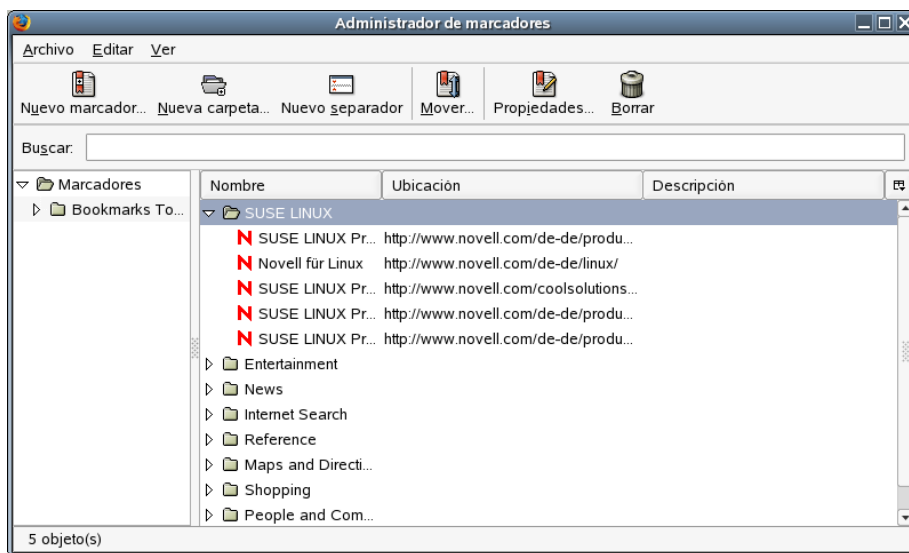 Administrador de marcadores
Archivo Editar Ver
Nuevo marcador... Nueva carpeta... Nuevo separador Mover... Propiedades... Borrar
Buscar:
Marcadores
Bookmarks To...
Nombre Ubicación Descripción
SUSE LINUX
SUSE LINUX Pr... http://www.novell.com/de-de/produ...
Novell für Linux http://www.novell.com/de-de/linux/
SUSE LINUX Pr... http://www.novell.com/coolsolutions...
SUSE LINUX Pr... http://www.novell.com/de-de/produ...
SUSE LINUX Pr... http://www.novell.com/de-de/produ...
Entertainment
News
Internet Search
Reference
Maps and Directi...
Shopping
People and Com...
5 objeto(s)